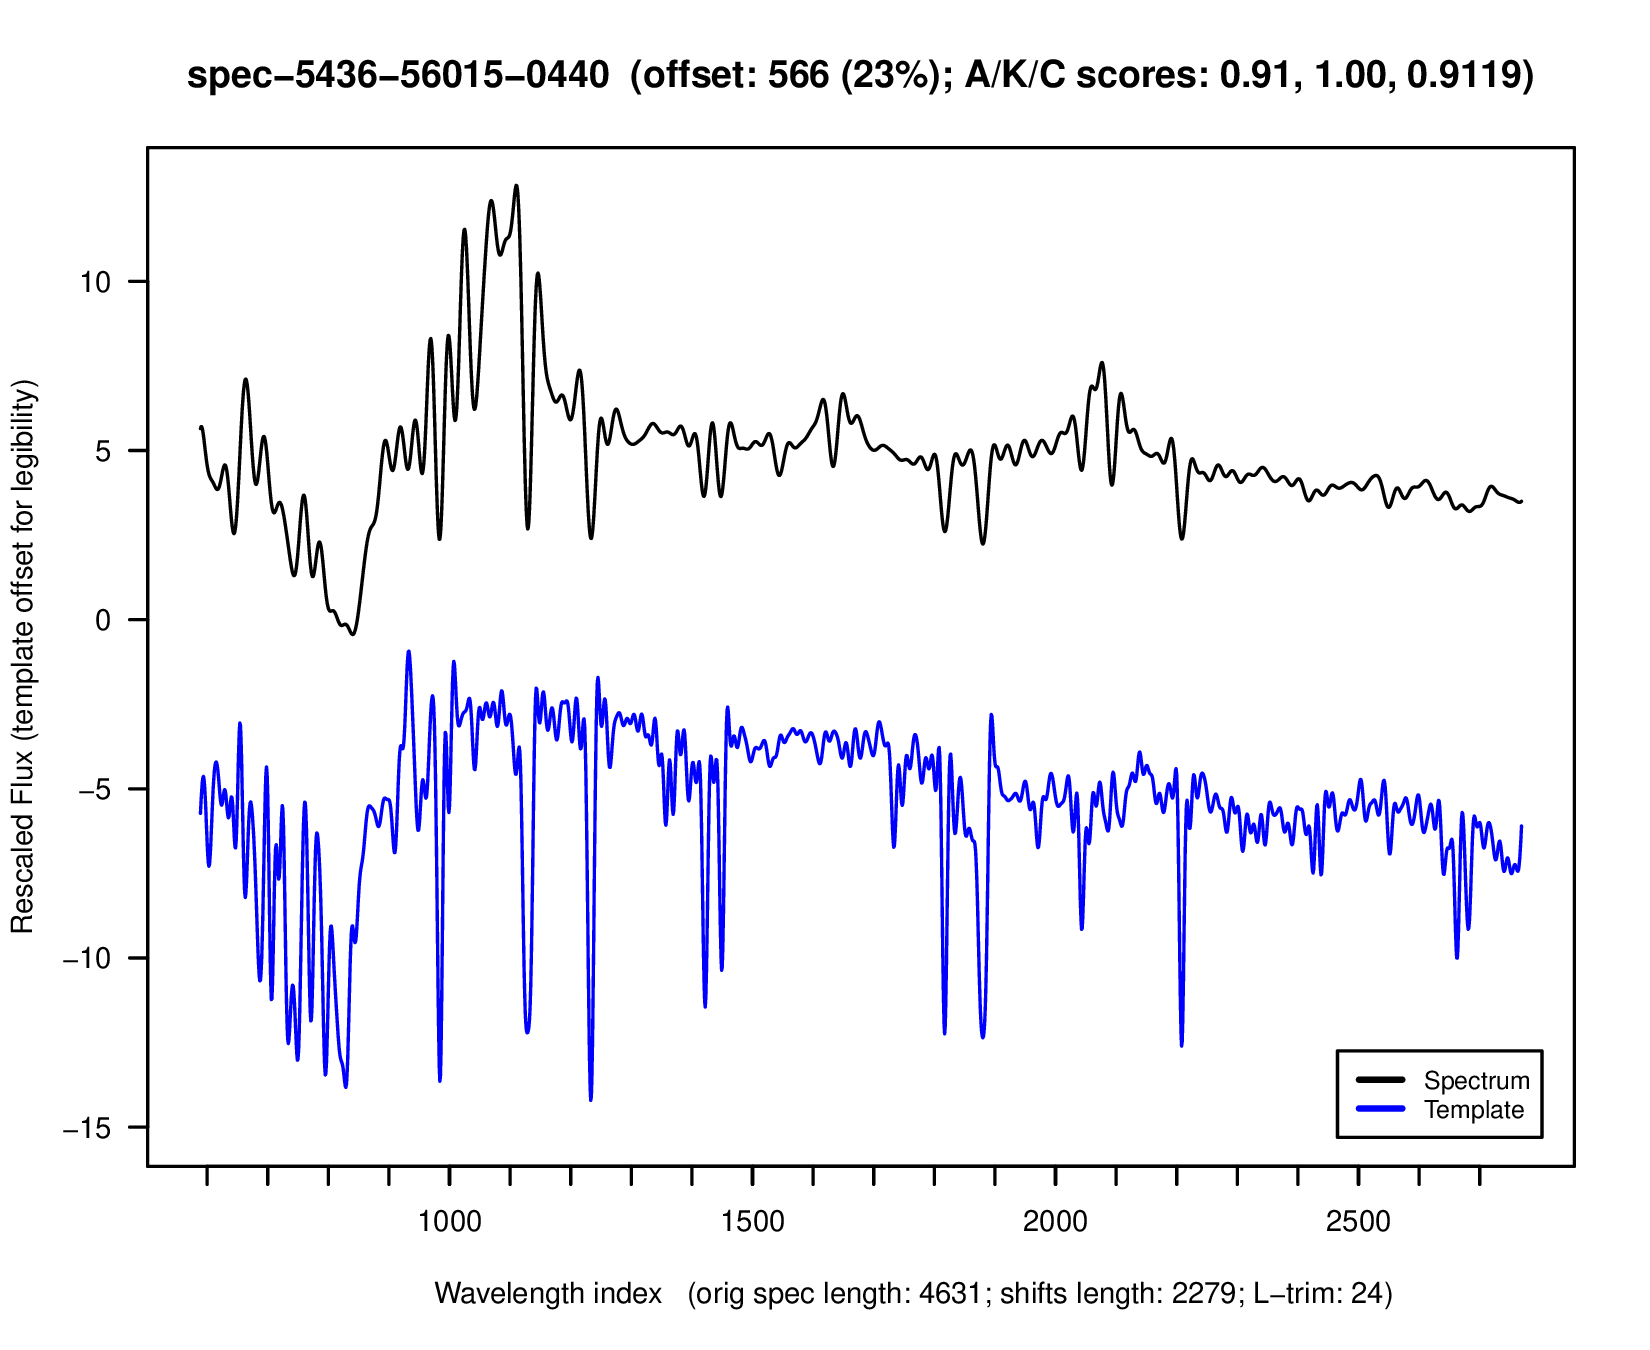 spec−5436−56015−0440 (offset: 566 (23%); A/K/C scores: 0.91, 1.00, 0.9119)
Rescaled Flux (template offset for legibility)
10
5
0
−5
−10
−15
Spectrum
Template
1000 1500 2000 2500
Wavelength index (orig spec length: 4631; shifts length: 2279; L−trim: 24)